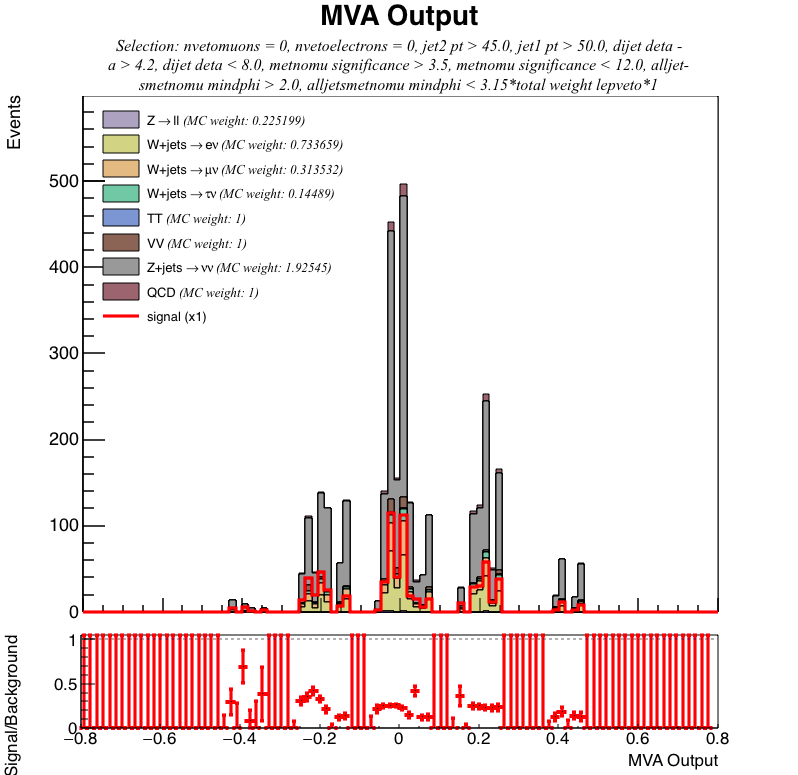 MVA Output
Selection: nvetomuons = 0, nvetoelectrons = 0, jet2 pt > 45.0, jet1 pt > 50.0, dijet deta -
a > 4.2, dijet deta < 8.0, metnomu significance > 3.5, metnomu significance < 12.0, alljet-
smetnomu mindphi > 2.0, alljetsmetnomu mindphi < 3.15*total weight lepveto*1
Events
Z→ll (MC weight: 0.225199)
W+jets→eν (MC weight: 0.733659)
W+jets→μν (MC weight: 0.313532)
W+jets→τν (MC weight: 0.14489)
TT (MC weight: 1)
VV (MC weight: 1)
Z+jets→νν (MC weight: 1.92545)
QCD (MC weight: 1)
signal (x1)
500
400
300
200
100
0
Signal/Background
1
0.5
0
−0.8 −0.6 −0.4 −0.2 0 0.2 0.4 0.6 0.8
MVA Output